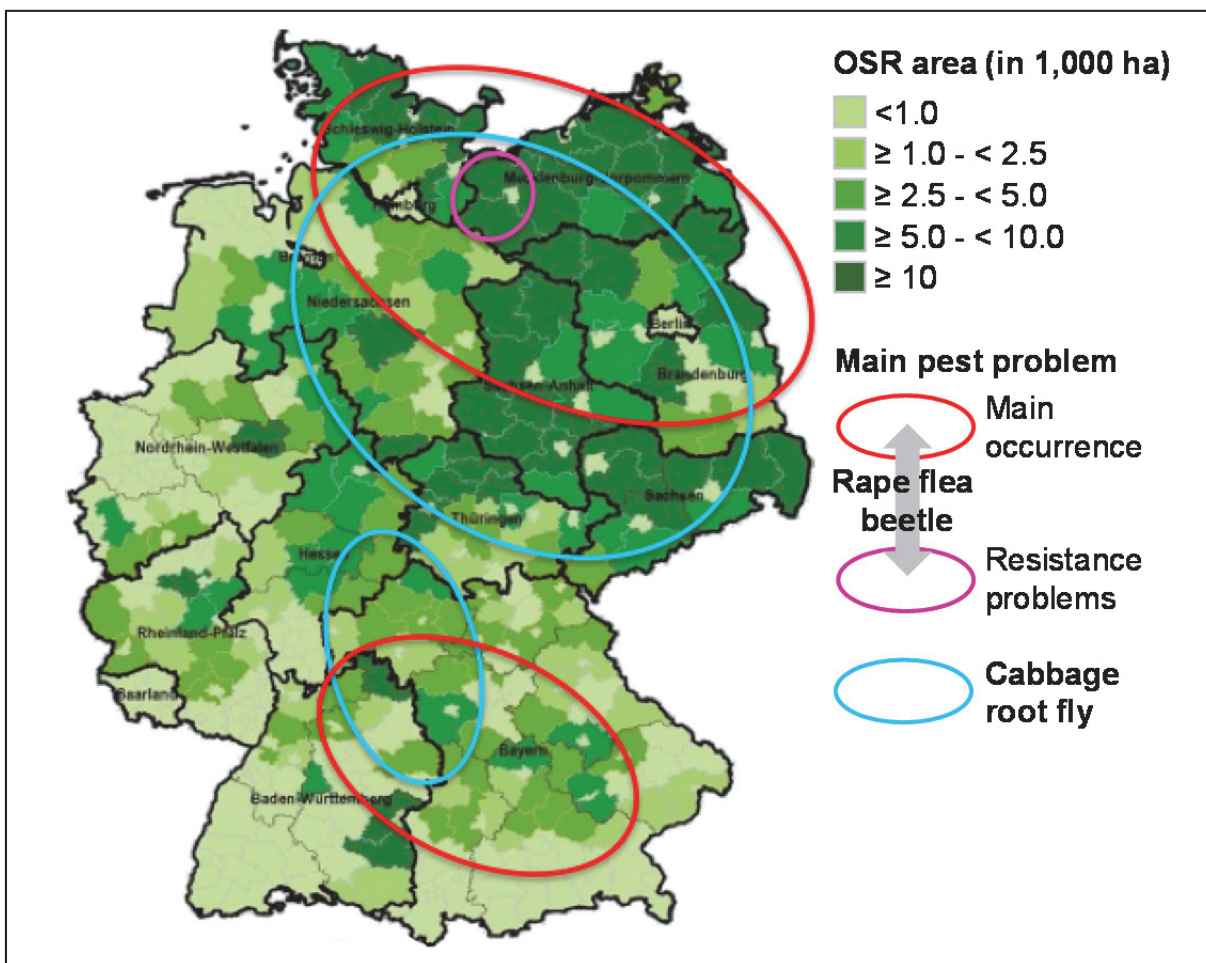 OSR area (in 1,000 ha)
<1.0
≥ 1.0 - < 2.5
≥ 2.5 - < 5.0
≥ 5.0 - < 10.0
≥ 10
Main pest problem
Main
occurrence
Rape flea
beetle
Resistance
problems
Cabbage
root fly
Schleswig-Holstein
Mecklenburg-Vorpommern
Hamburg
Bremen
Niedersachsen
Berlin
Brandenburg
Sachsen-Anhalt
Nordrhein-Westfalen
Sachsen
Thüringen
Hessen
Rheinland-Pfalz
Saarland
Bayern
Baden-Württemberg